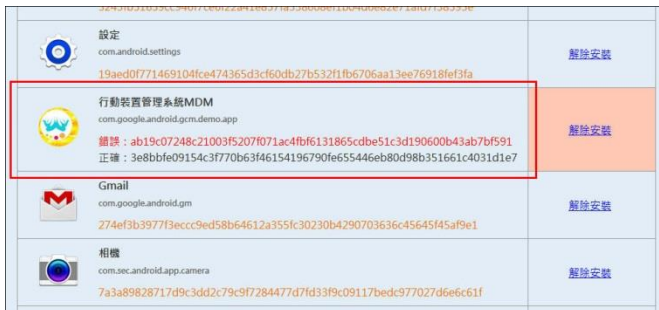 設定
com.android.settings
解除安裝
19aed0f771469104fce474365d3cf60db27b532f1fb6706aa13ee76918fef3fa
行動裝置管理系統MDM
com.google.android.gcm.demo.app
錯誤：ab19c07248c21003f5207f071ac4fbf6131865cdbe51c3d190600b43ab7bf591
解除安裝
正確：3e8bbfe09154c3f770b63f46154196790fe655446eb80d98b351661c4031d1e7
Gmail
com.google.android.gm
解除安裝
274ef3b3977f3eccc9ed58b64612a355fc30230b4290703636c45645f45af9e1
相機
com.sec.android.app.camera
解除安裝
7a3a89828717d9c3dd2c79c9f7284477d7fd33f9c09117bedc977027d6e6c61f